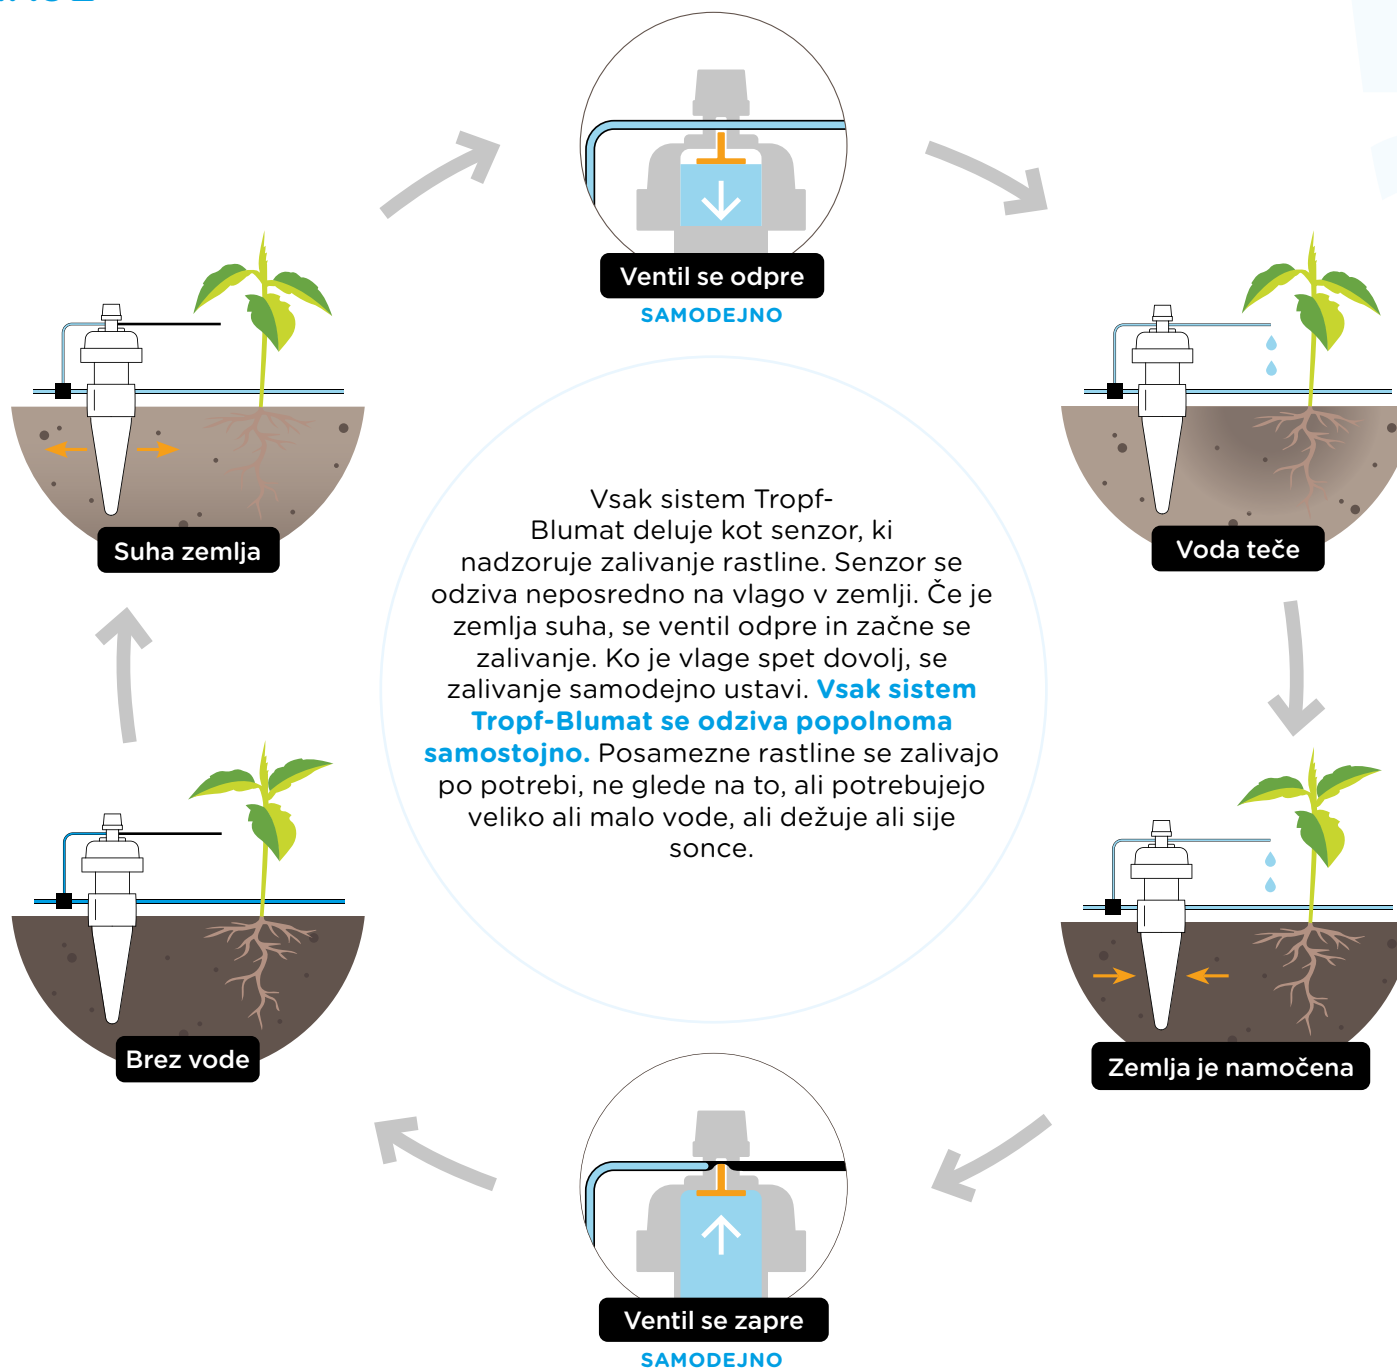 Ventil se odpre
SAMODEJNO
Suha zemlja
Voda teče
Vsak sistem Tropf-
Blumat deluje kot senzor, ki
nadzoruje zalivanje rastline. Senzor se
odziva neposredno na vlago v zemlji. Če je
zemlja suha, se ventil odpre in začne se
zalivanje. Ko je vlage spet dovolj, se
zalivanje samodejno ustavi. Vsak sistem
Tropf-Blumat se odziva popolnoma
samostojno. Posamezne rastline se zalivajo
po potrebi, ne glede na to, ali potrebujejo
veliko ali malo vode, ali dežuje ali sije
sonce.
Brez vode
Zemlja je namočena
Ventil se zapre
SAMODEJNO